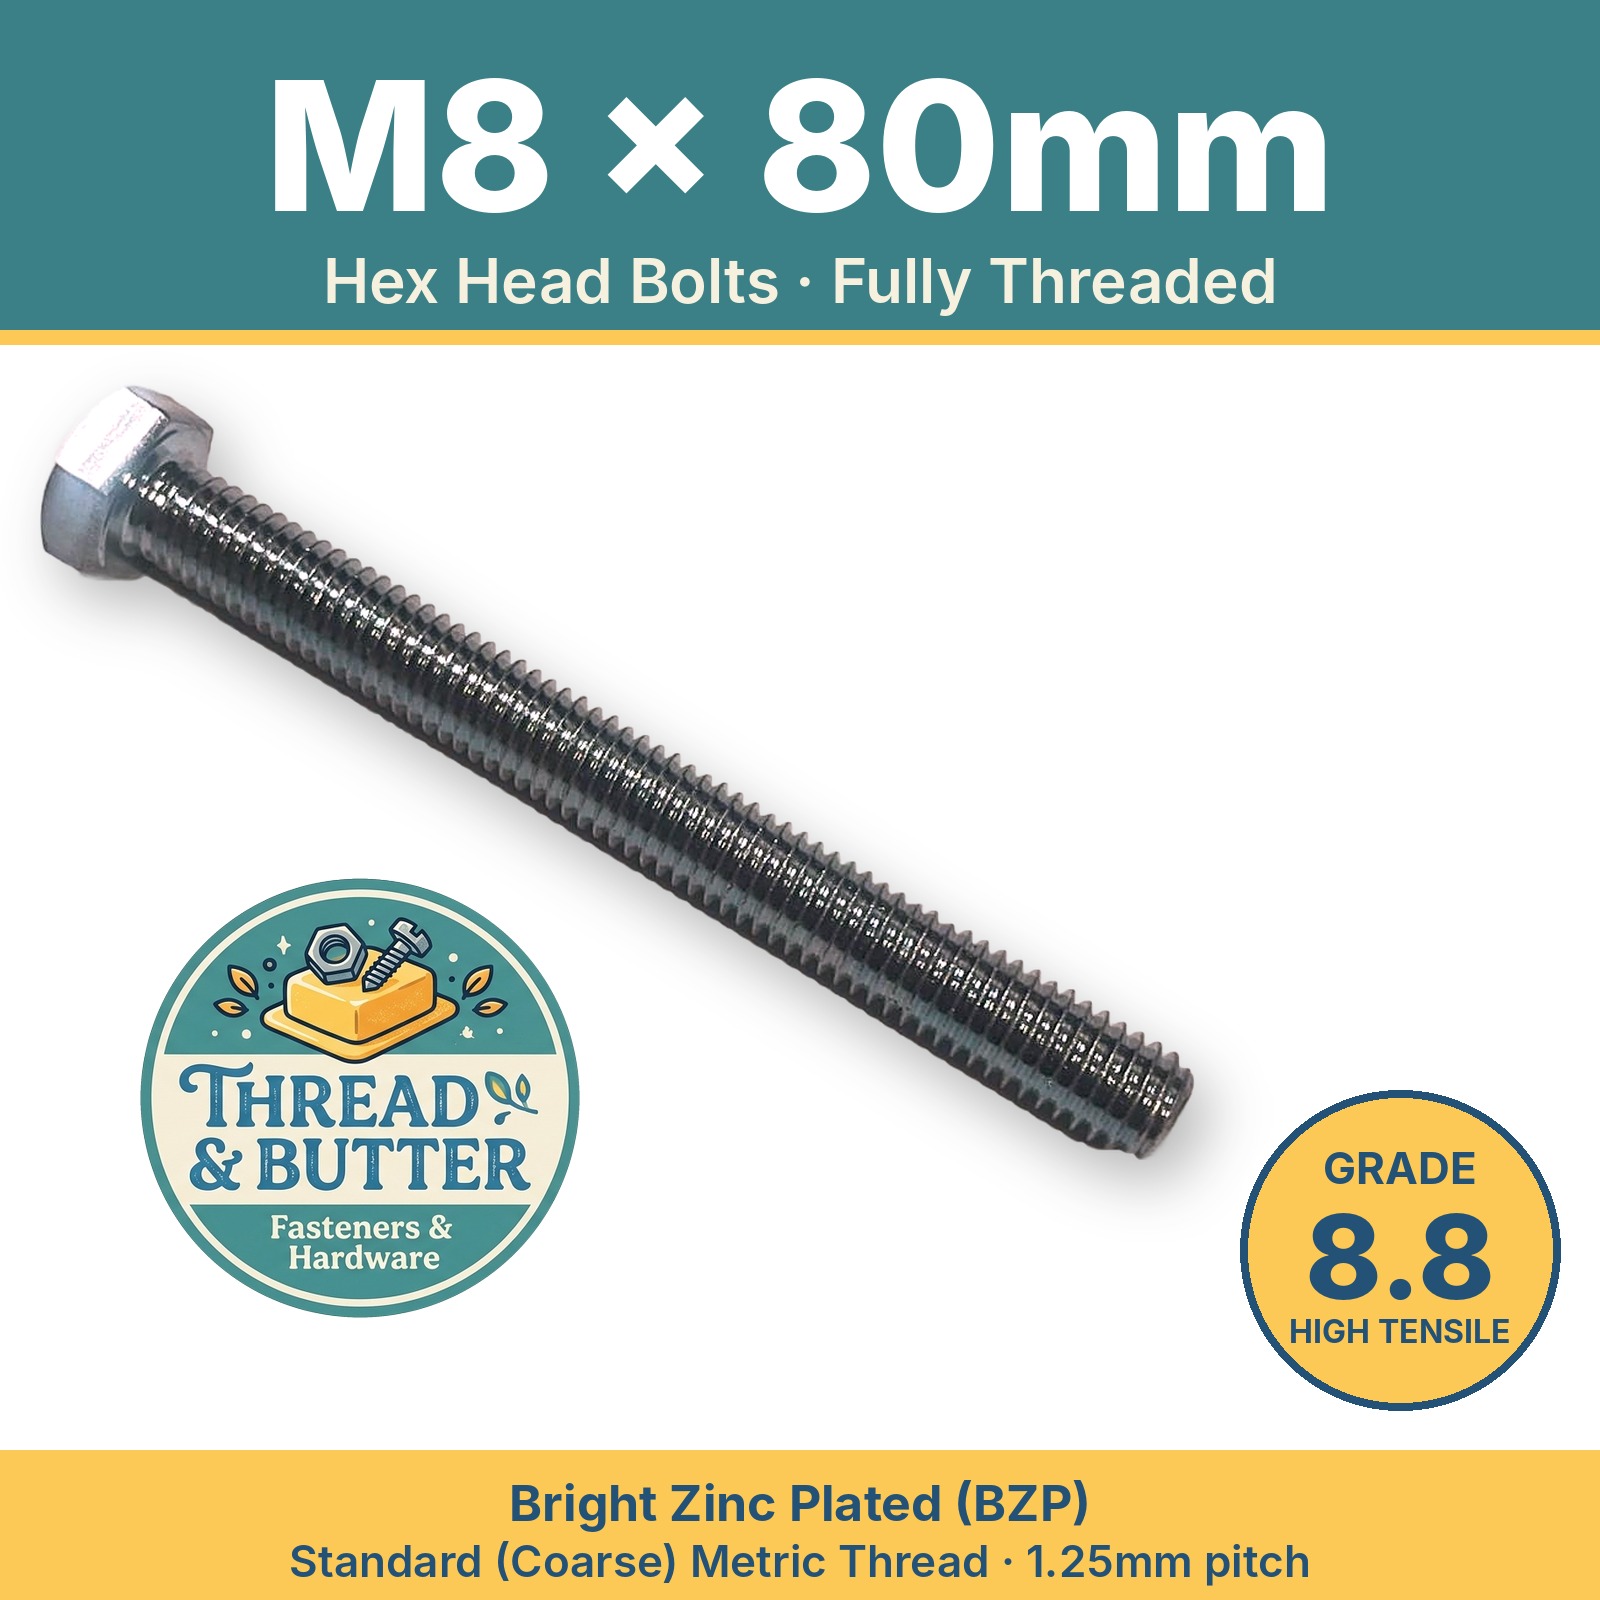 M8 × 80mm
Hex Head Bolts · Fully Threaded
THREAD
& BUTTER
Fasteners &
Hardware
GRADE
8.8
HIGH TENSILE
Bright Zinc Plated (BZP)
Standard (Coarse) Metric Thread · 1.25mm pitch